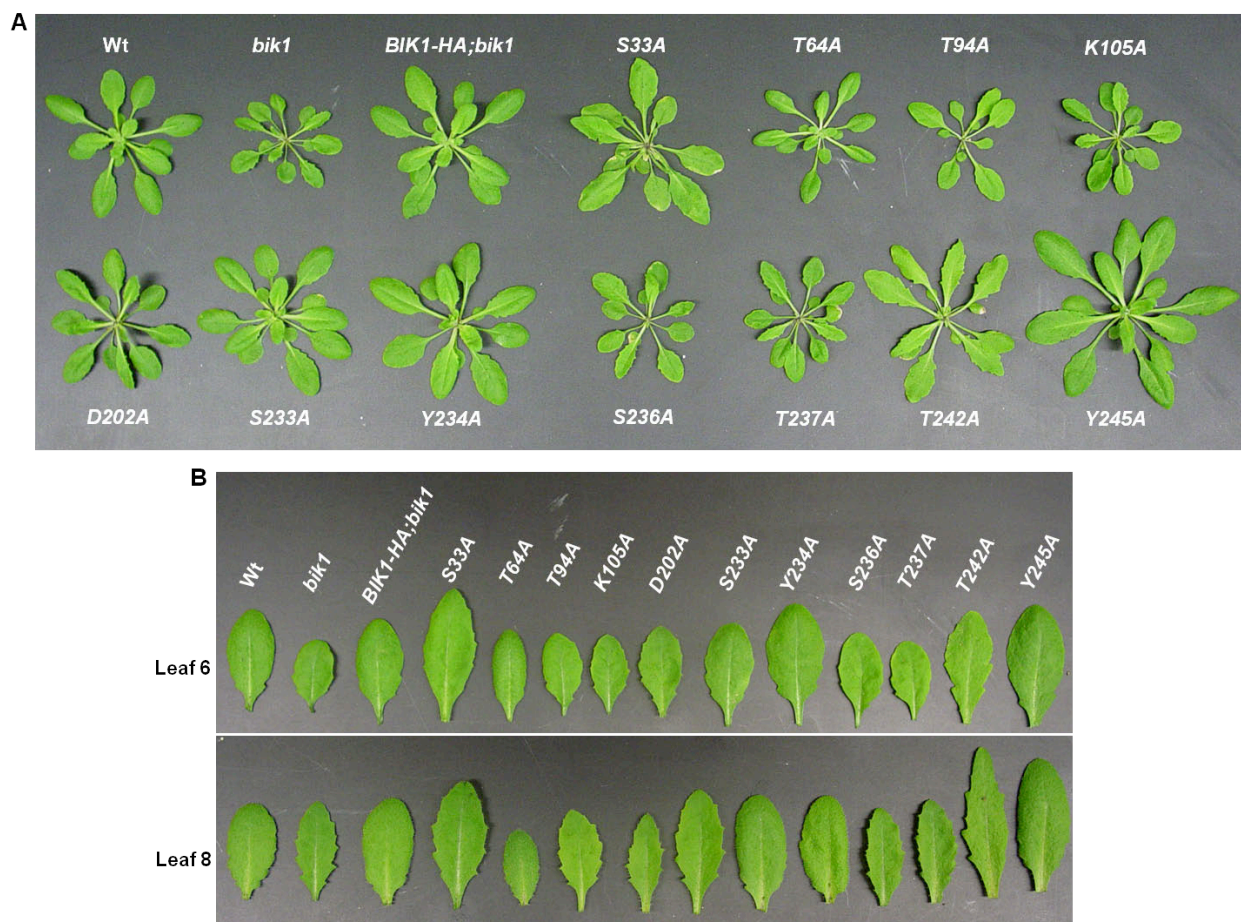 A
Wt bik1 BIK1-HA;bik1 S33A T64A T94A K105A
D202A S233A Y234A S236A T237A T242A Y245A
B
Wt bik1 BIK1-HA;bik1 S33A T64A T94A K105A D202A S233A Y234A S236A T237A T242A Y245A
Leaf 6
Leaf 8